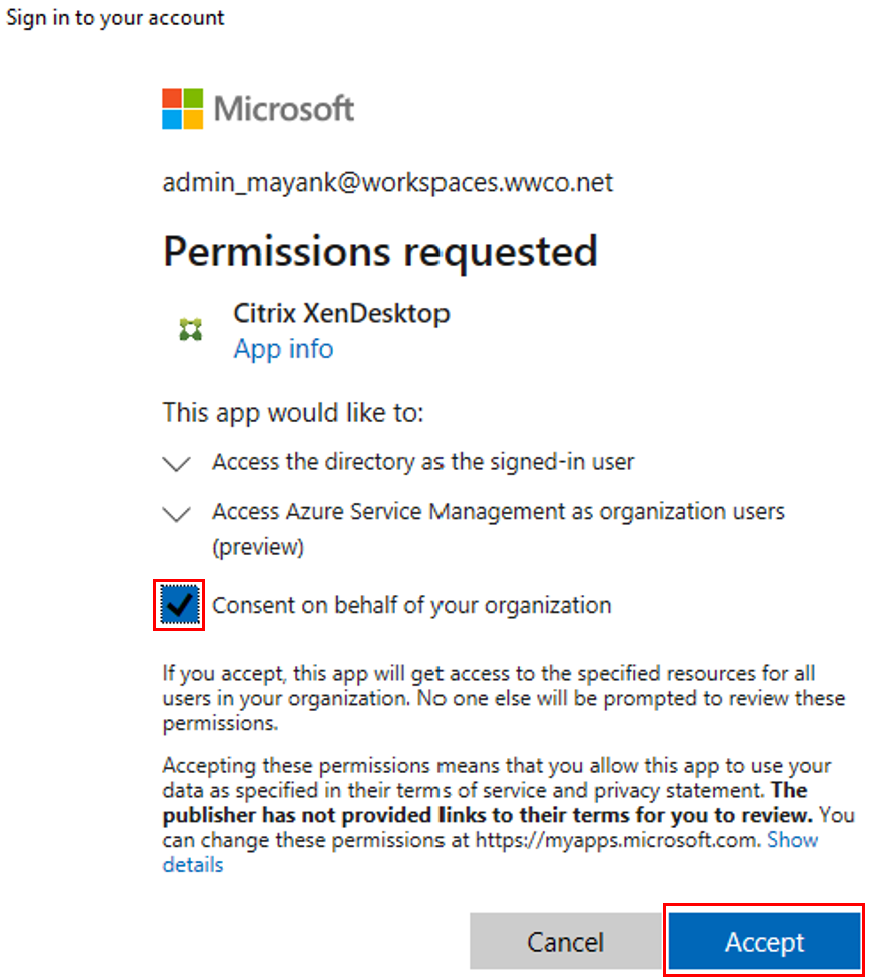 Sign in to your account
Microsoft
admin_mayank@workspaces.wwco.net
Permissions requested
Citrix XenDesktop
App info
This app would like to:
Access the directory as the signed-in user
Access Azure Service Management as organization users
(preview)
Consent on behalf of your organization
If you accept, this app will get access to the specified resources for all
users in your organization. No one else will be prompted to review these
permissions.
Accepting these permissions means that you allow this app to use your
data as specified in their terms of service and privacy statement. The
publisher has not provided links to their terms for you to review. You
can change these permissions at https://myapps.microsoft.com. Show
details
Cancel
Accept